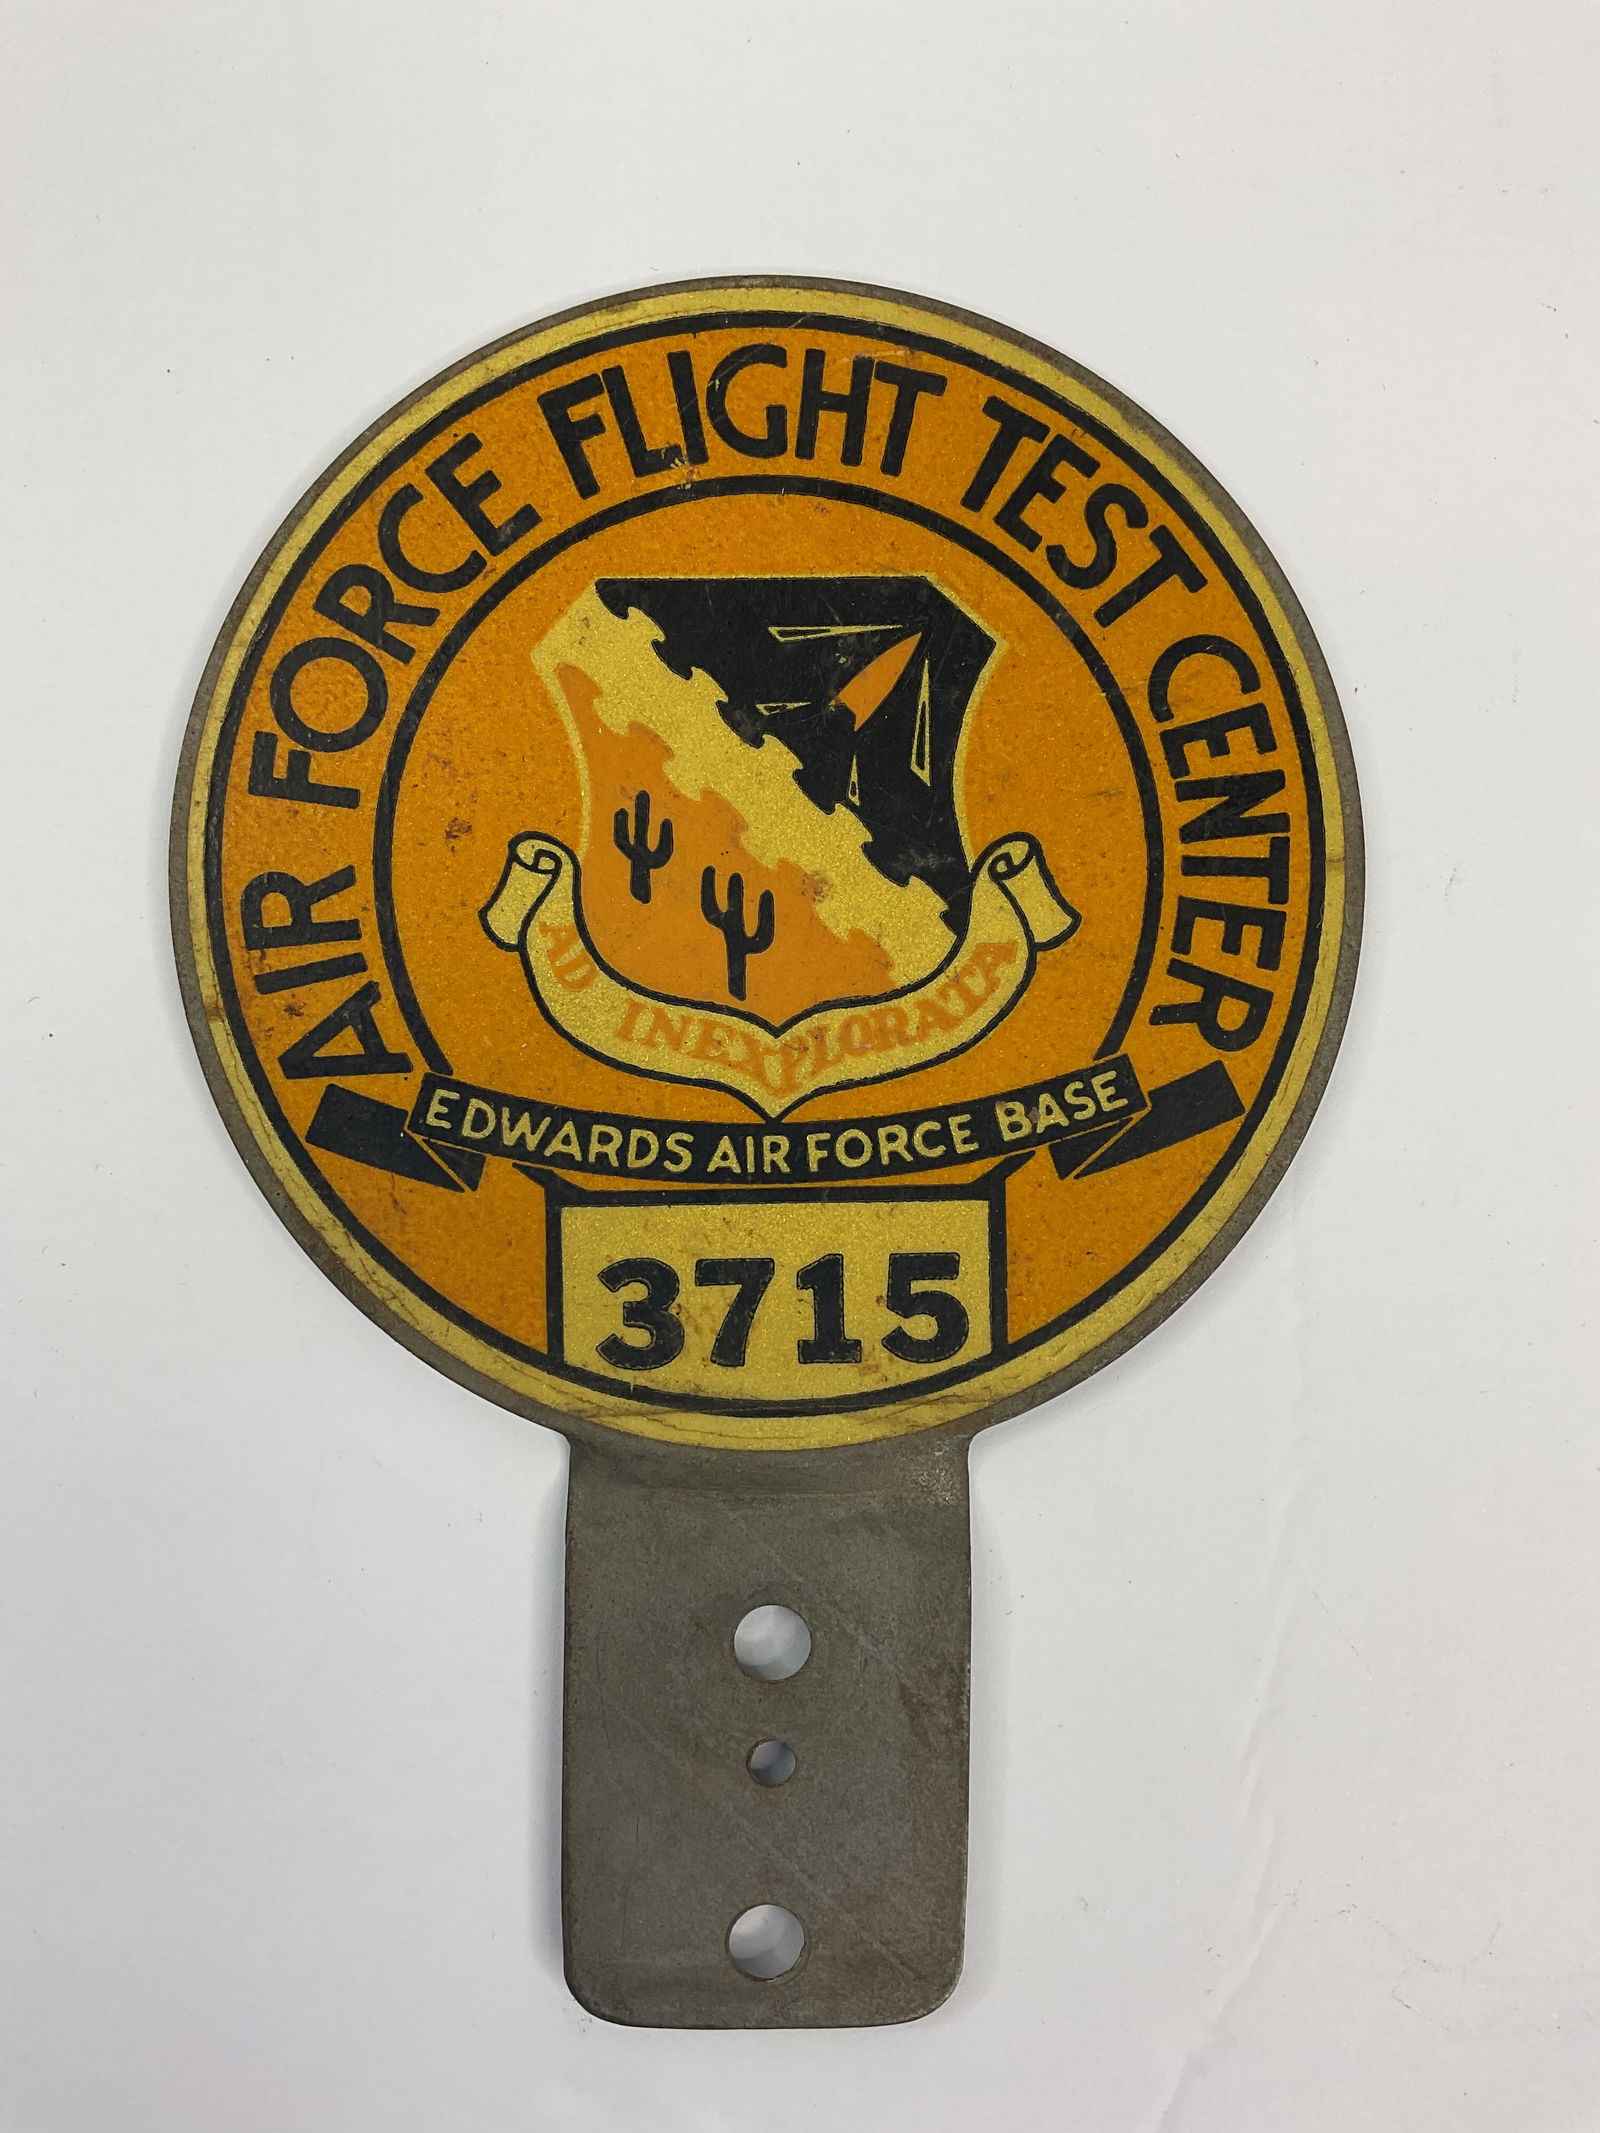 AIR FORCE FLIGHT TEST CENTER
AD INEXPLORATA
EDWARDS AIR FORCE BASE
3715